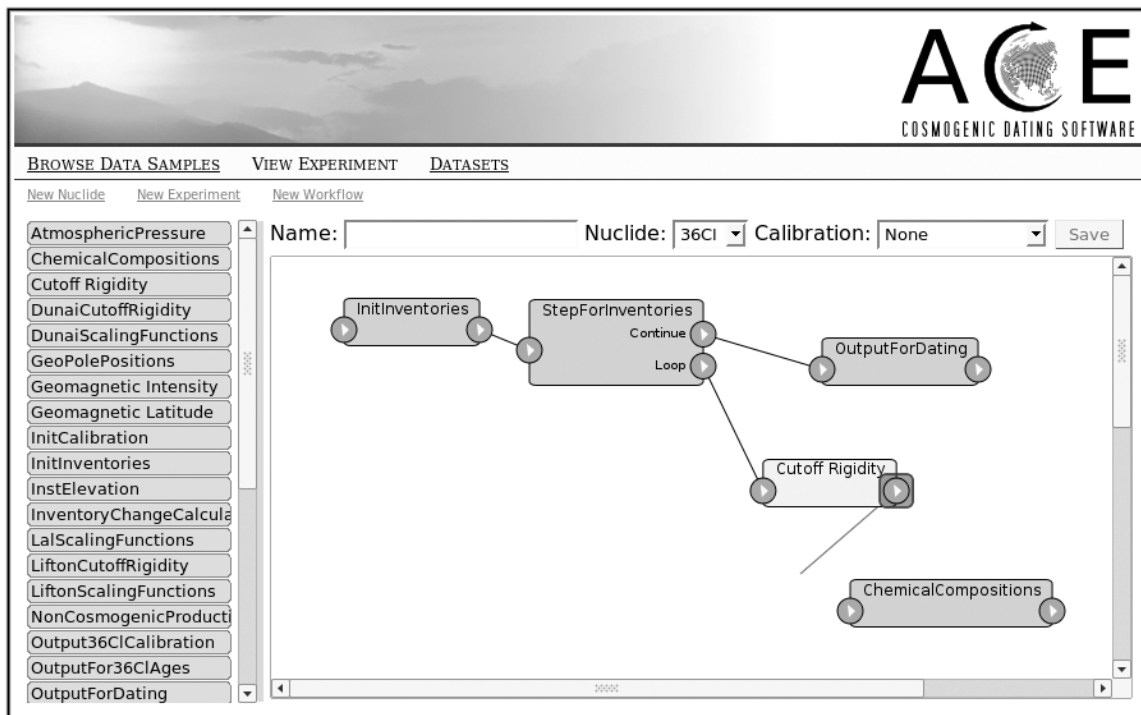 ACE
COSMOGENIC DATING SOFTWARE
BROWSE DATA SAMPLES VIEW EXPERIMENT DATASETS
New Nuclide New Experiment New Workflow
Name: Nuclide: 36Cl Calibration: None Save
AtmosphericPressure
ChemicalCompositions
Cutoff Rigidity
DunaiCutoffRigidity
DunaiScalingFunctions
GeoPolePositions
Geomagnetic Intensity
Geomagnetic Latitude
InitCalibration
InitInventories
InstElevation
InventoryChangeCalcula
LalScalingFunctions
LiftonCutoffRigidity
LiftonScalingFunctions
NonCosmogenicProducti
Output36ClCalibration
OutputFor36ClAges
OutputForDating
InitInventories
StepForInventories
Continue
Loop
OutputForDating
Cutoff Rigidity
ChemicalCompositions